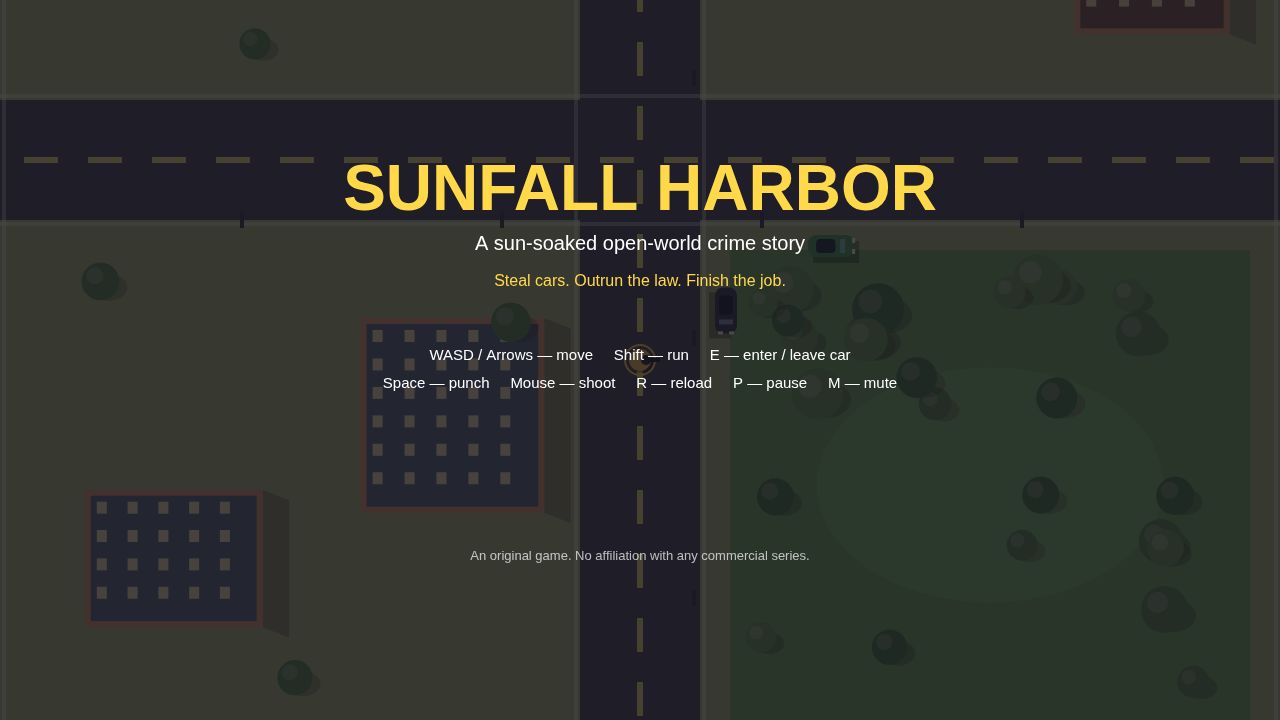 SUNFALL HARBOR
A sun-soaked open-world crime story
Steal cars. Outrun the law. Finish the job.
WASD / Arrows — move Shift — run E — enter / leave car
Space — punch Mouse — shoot R — reload P — pause M — mute
An original game. No affiliation with any commercial series.